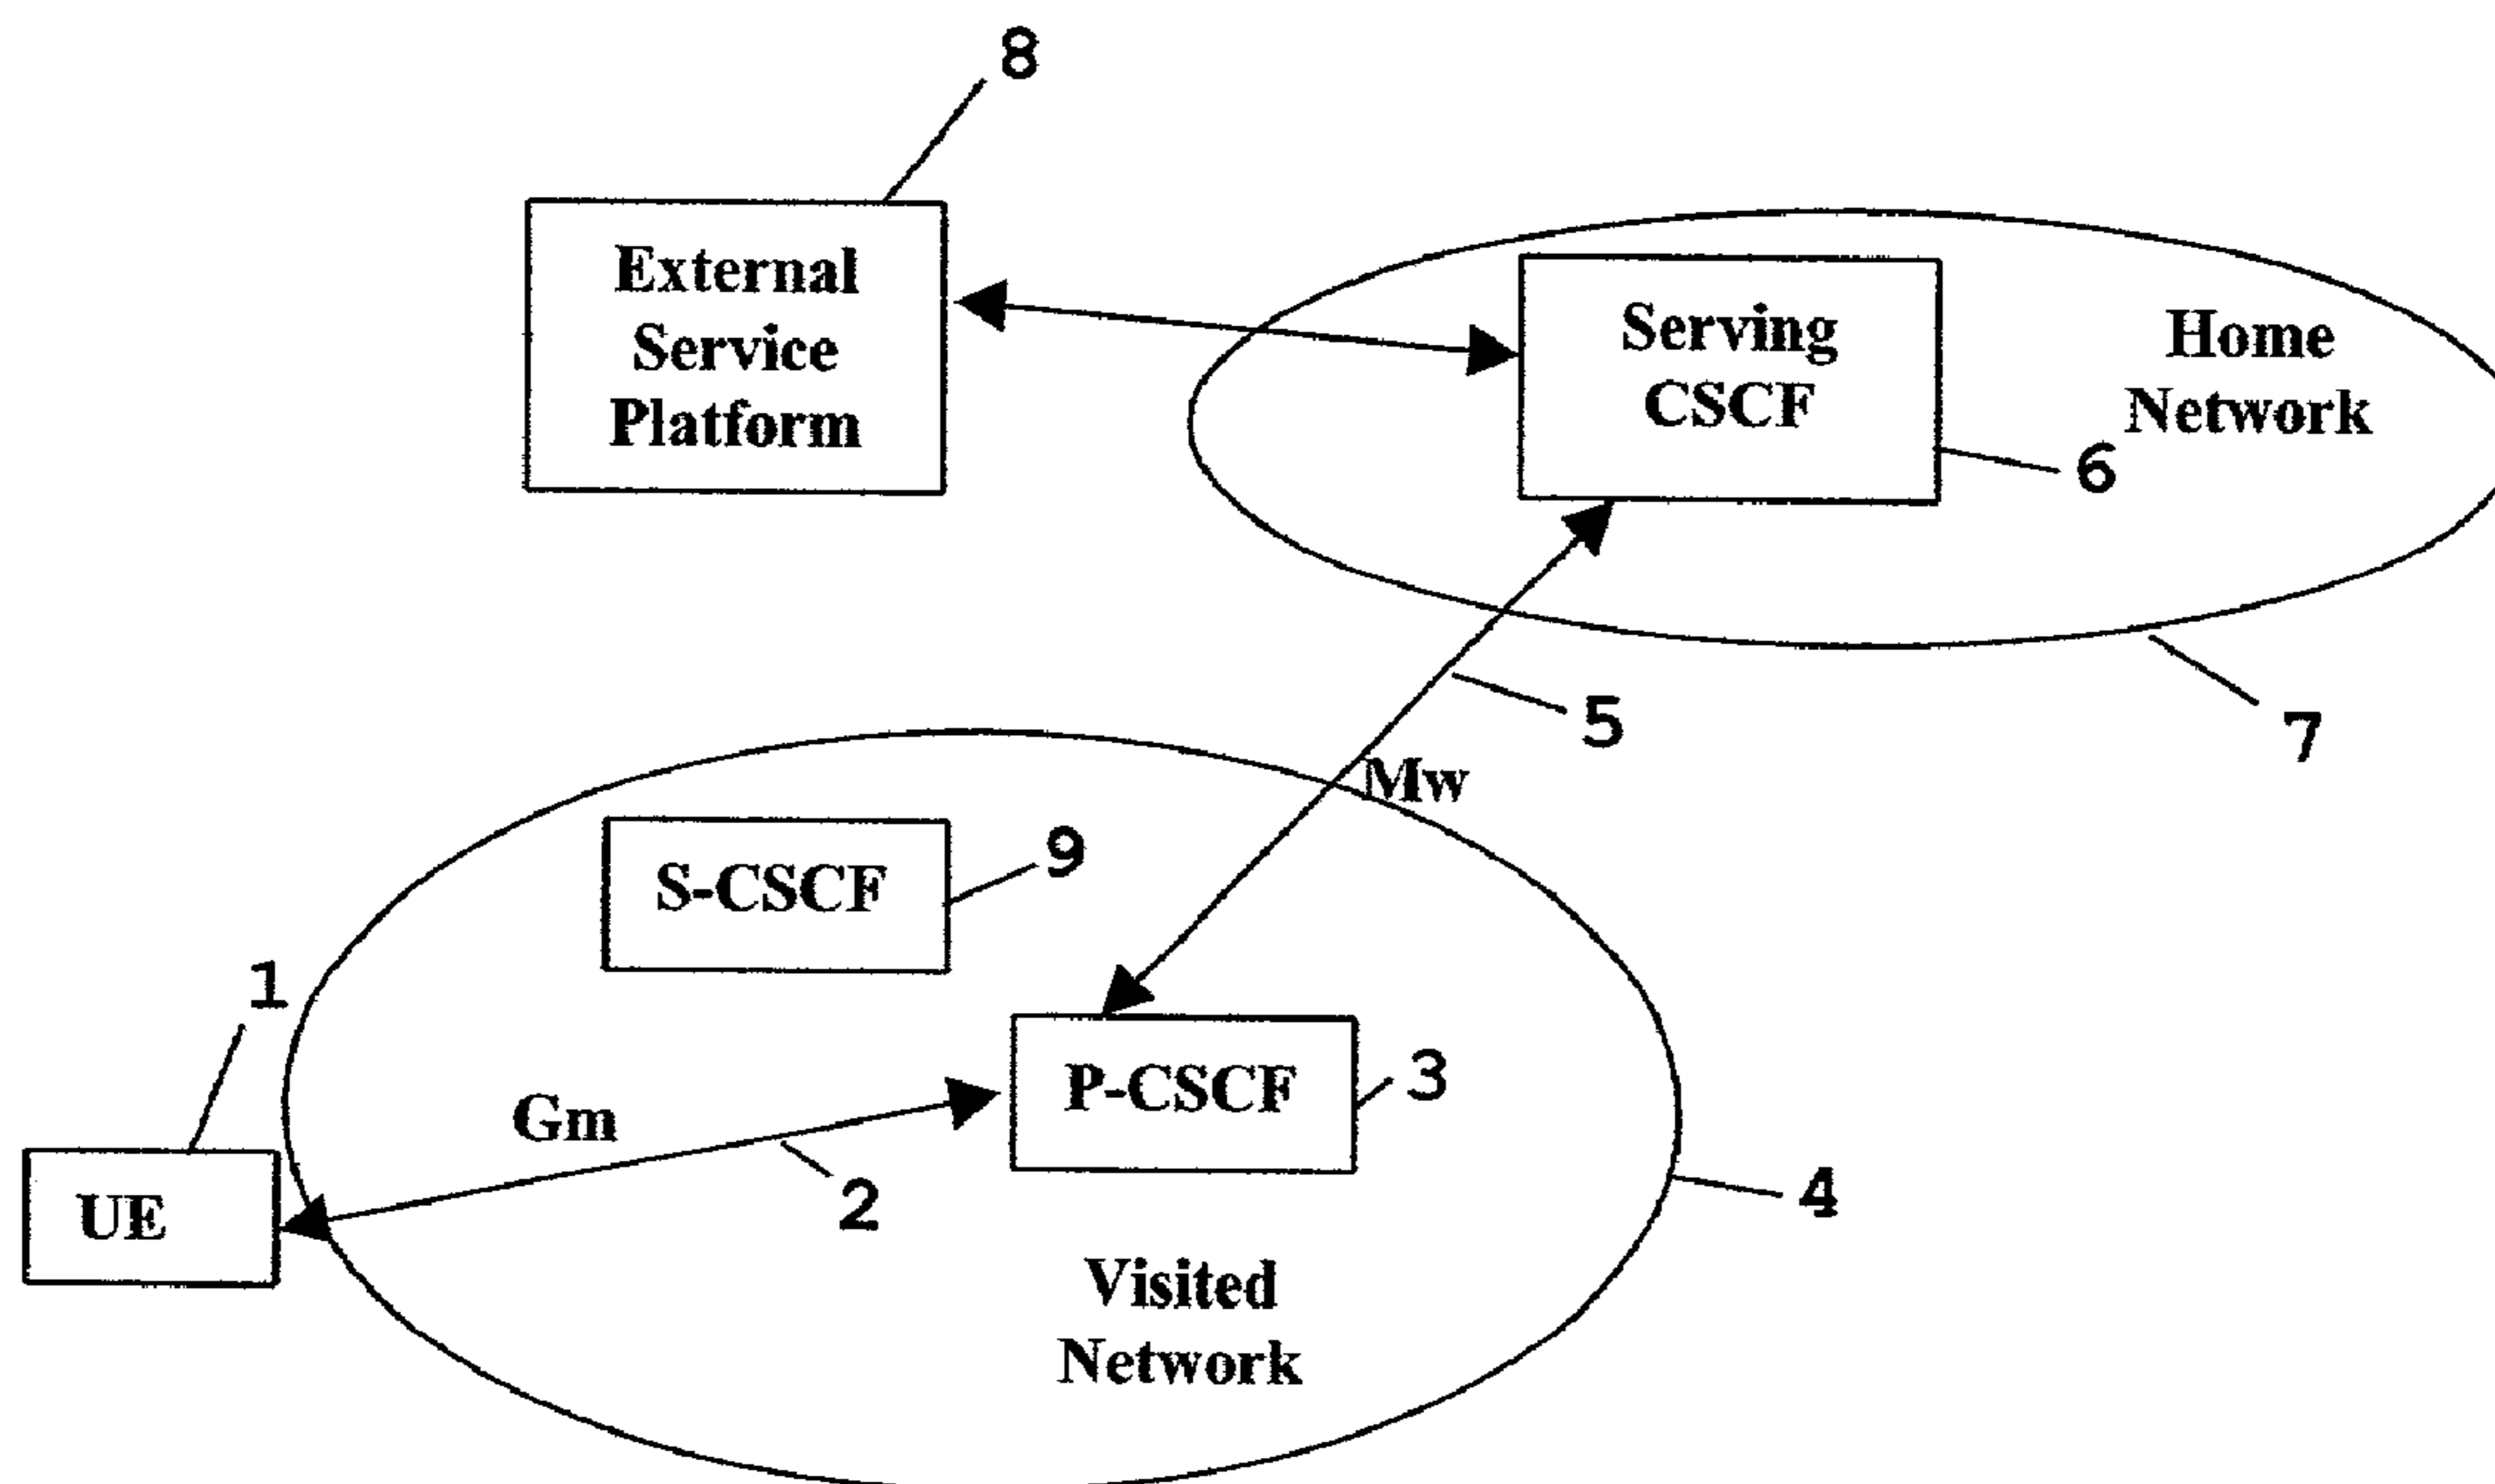 8
External
Service
Platform
Serving
CSCF
Home
Network
6
5
7
Mw
S-CSCF
9
1
P-CSCF
3
Gm
2
UE
4
Visited
Network